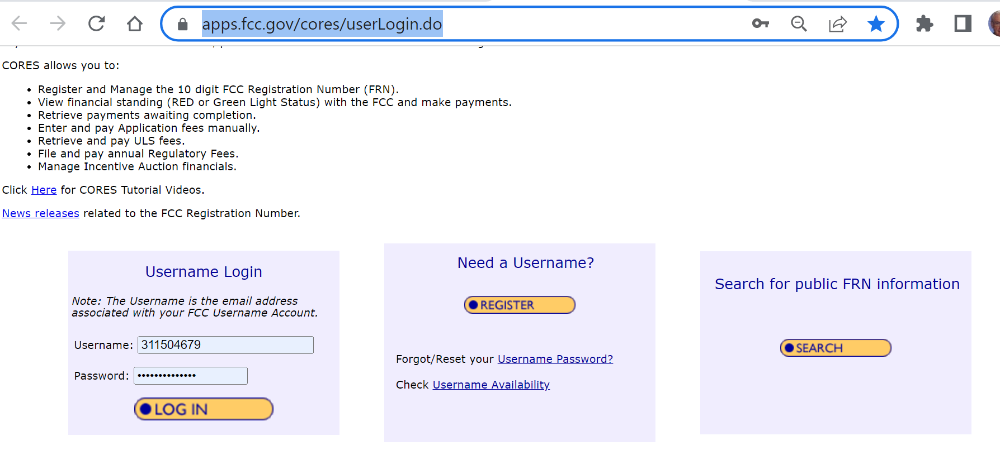 apps.fcc.gov/cores/userLogin.do
CORES allows you to:
• Register and Manage the 10 digit FCC Registration Number (FRN).
• View financial standing (RED or Green Light Status) with the FCC and make payments.
• Retrieve payments awaiting completion.
• Enter and pay Application fees manually.
• Retrieve and pay ULS fees.
• File and pay annual Regulatory Fees.
• Manage Incentive Auction financials.
Click Here for CORES Tutorial Videos.
News releases related to the FCC Registration Number.
Username Login
Note: The Username is the email address
associated with your FCC Username Account.
Username: 311504679
Password: ••••••••••••••
LOG IN
Need a Username?
REGISTER
Forgot/Reset your Username Password?
Check Username Availability
Search for public FRN information
SEARCH